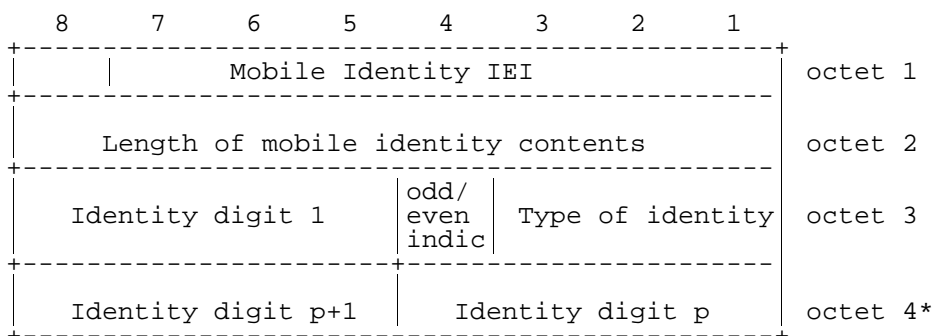 8 7 6 5 4 3 2 1
Mobile Identity IEI octet 1
Length of mobile identity contents octet 2
odd/
Identity digit 1 even Type of identity octet 3
indic
Identity digit p+1 Identity digit p octet 4*